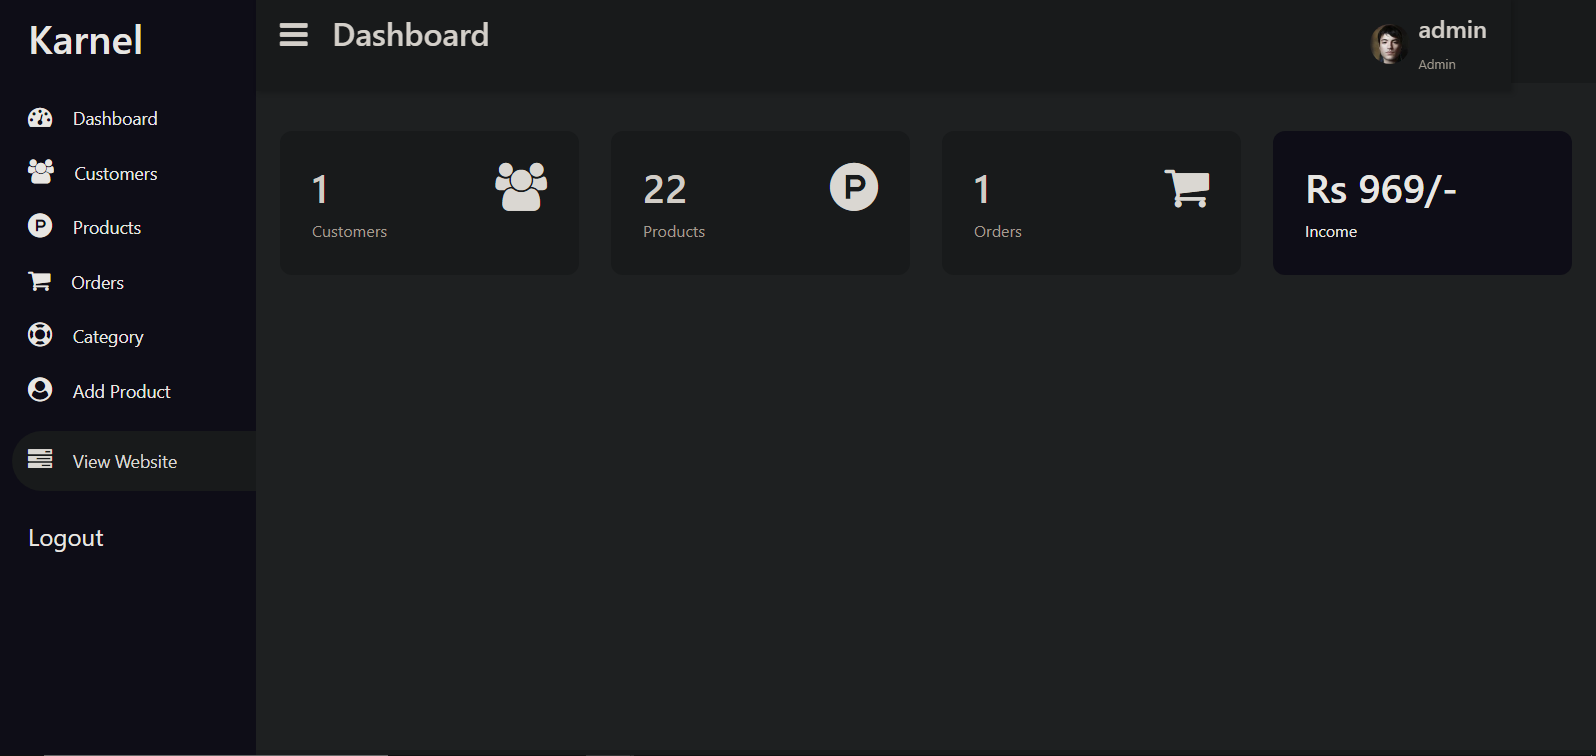 Karnel
Dashboard
Customers
Products
Orders
Category
Add Product
View Website
Logout
Dashboard
admin
Admin
1
Customers
22
Products
1
Orders
Rs 969/-
Income